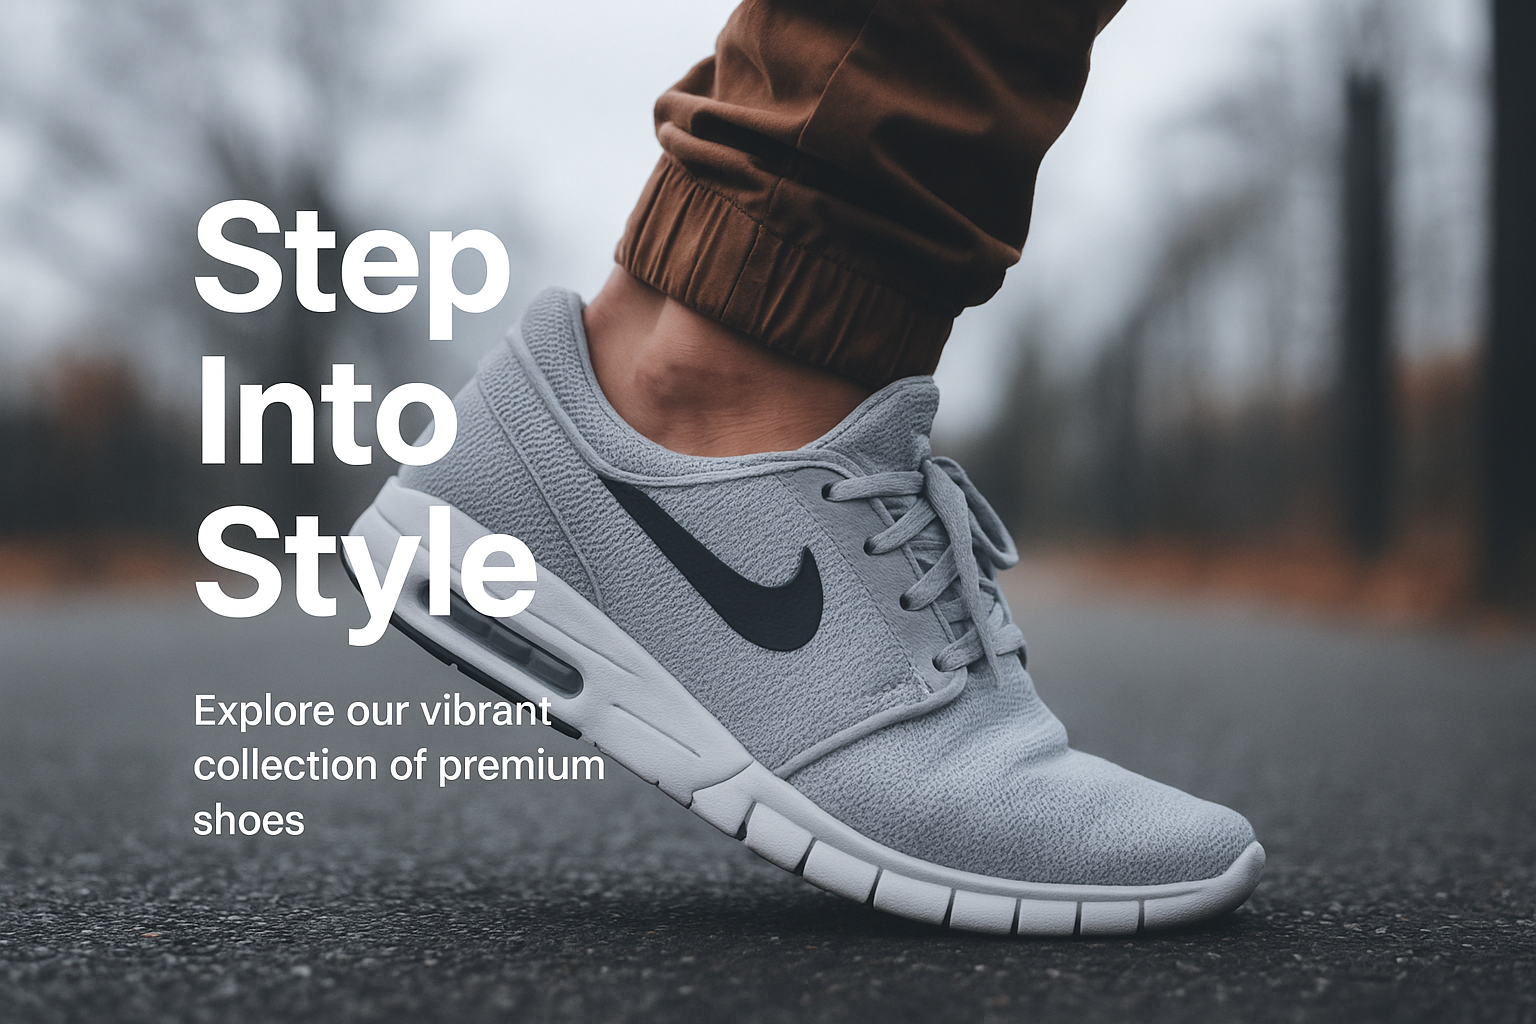 Step
Into
Style
Explore our vibrant
collection of premium
shoes